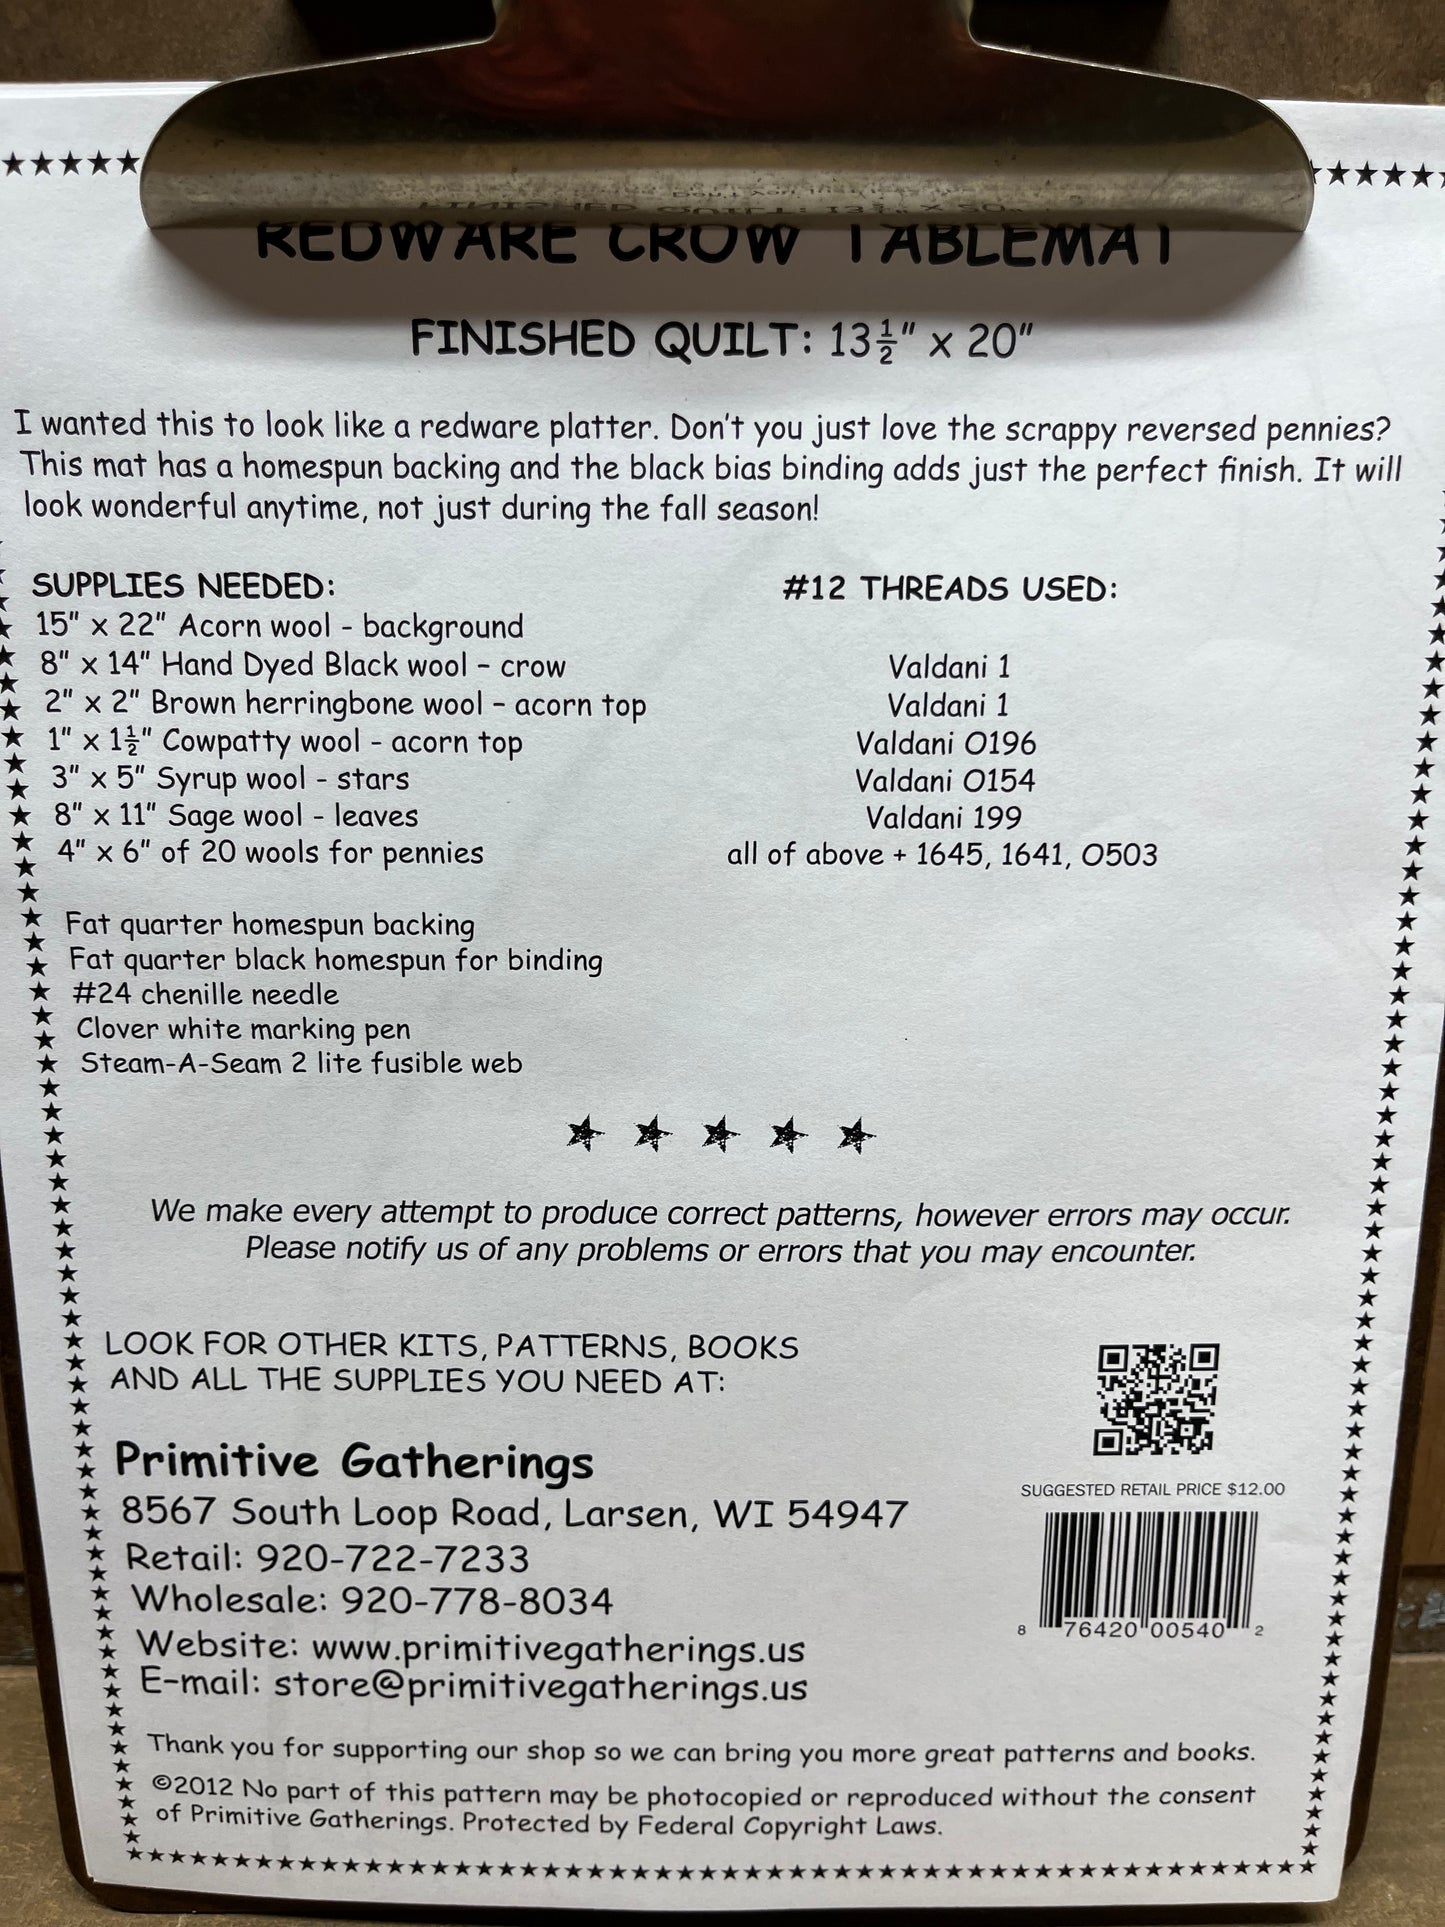 REDWARE CROW TABLEMAT
FINISHED QUILT: 13½" x 20"
I wanted this to look like a redware platter. Don't you just love the scrappy reversed pennies?
This mat has a homespun backing and the black bias binding adds just the perfect finish. It will
look wonderful anytime, not just during the fall season!
SUPPLIES NEEDED: #12 THREADS USED:
15" x 22" Acorn wool - background
8" x 14" Hand Dyed Black wool – crow Valdani 1
2" x 2" Brown herringbone wool – acorn top Valdani 1
1" x 1½" Cowpatty wool - acorn top Valdani O196
3" x 5" Syrup wool - stars Valdani O154
8" x 11" Sage wool - leaves Valdani 199
4" x 6" of 20 wools for pennies all of above + 1645, 1641, O503
Fat quarter homespun backing
Fat quarter black homespun for binding
#24 chenille needle
Clover white marking pen
Steam-A-Seam 2 lite fusible web
We make every attempt to produce correct patterns, however errors may occur.
Please notify us of any problems or errors that you may encounter.
LOOK FOR OTHER KITS, PATTERNS, BOOKS
AND ALL THE SUPPLIES YOU NEED AT:
Primitive Gatherings
8567 South Loop Road, Larsen, WI 54947
Retail: 920-722-7233
Wholesale: 920-778-8034
Website: www.primitivegatherings.us
E-mail: store@primitivegatherings.us
SUGGESTED RETAIL PRICE $12.00
8 76420 00540 2
Thank you for supporting our shop so we can bring you more great patterns and books.
©2012 No part of this pattern may be photocopied or reproduced without the consent
of Primitive Gatherings. Protected by Federal Copyright Laws.